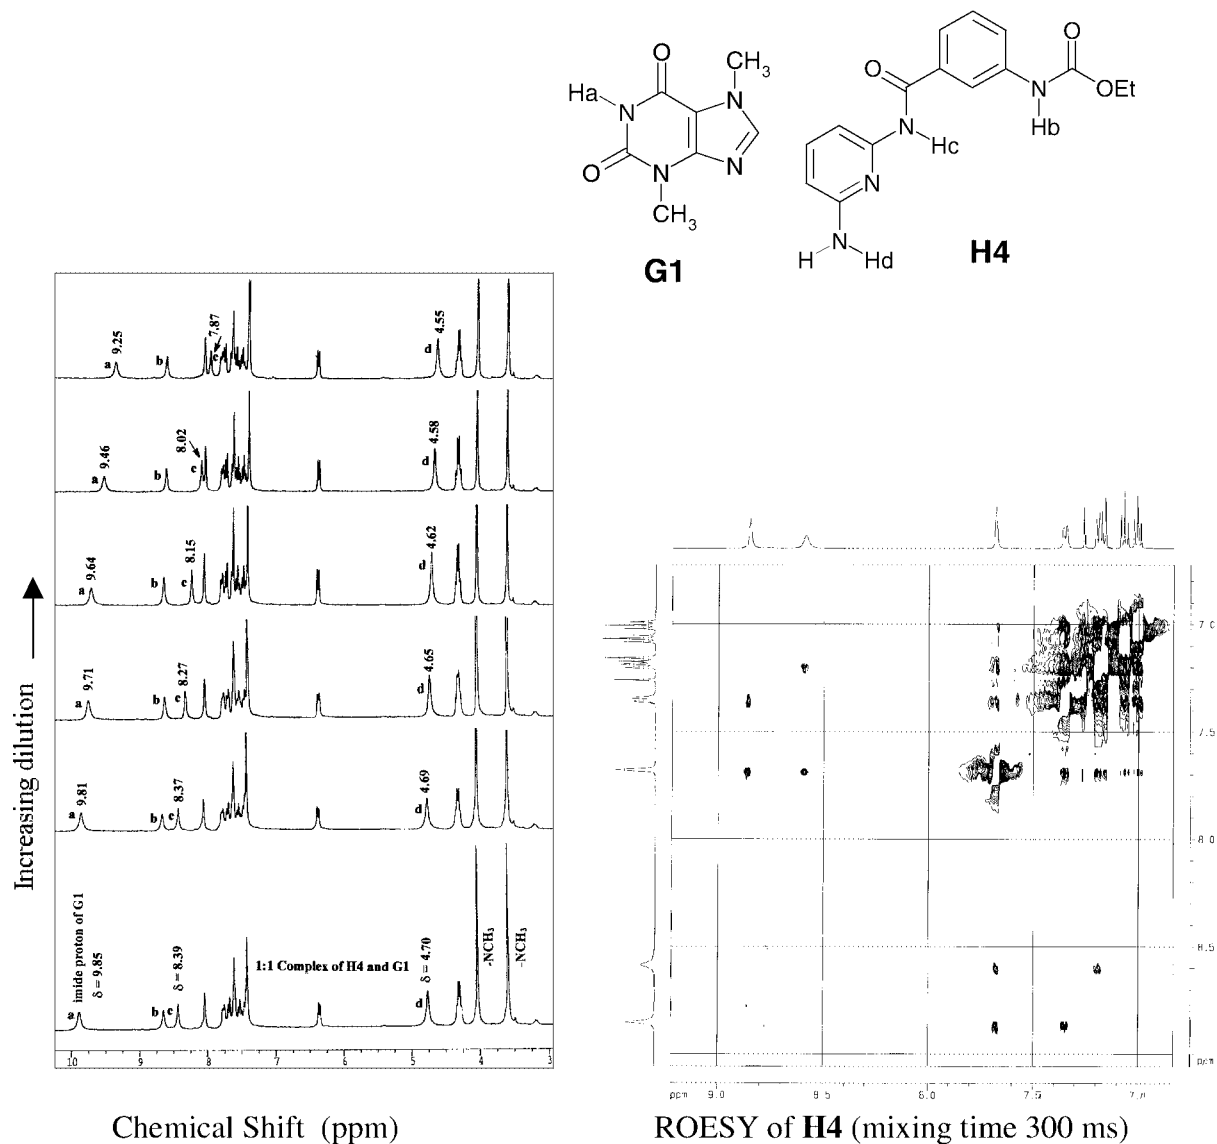 O
CH₃
Ha
N
N
O
N
N
CH₃
G1
O
O
N
OEt
Hb
N
Hc
N
N
H
Hd
H4
9.25
7.87
4.55
a
b
c
d
9.46
8.02
4.58
a
b
c
d
9.64
8.15
4.62
a
b
c
d
9.71
8.27
4.65
a
b
c
d
9.81
8.37
4.69
a
b
c
d
imide proton of G1
δ = 9.85
δ = 8.39
1:1 Complex of H4 and G1
δ = 4.70
-NCH₃
-NCH₃
a
b
c
d
10
9
8
7
6
5
4
3
Increasing dilution
Chemical Shift (ppm)
7.0
7.5
8.0
8.5
ppm
ppm
9.0
8.5
8.0
7.5
7.0
ROESY of H4 (mixing time 300 ms)